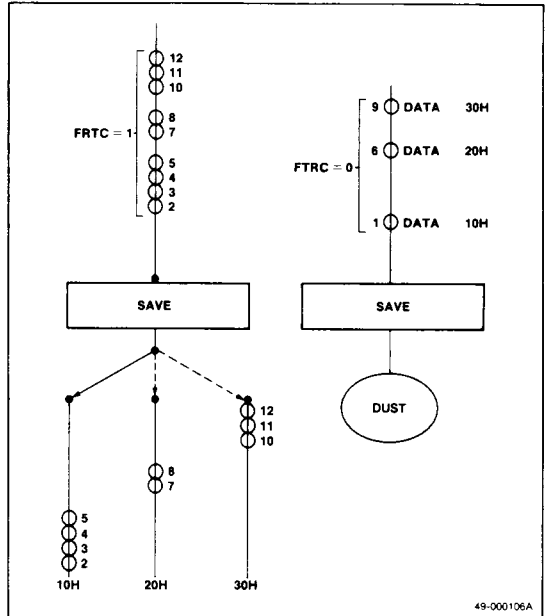 12
11
10
8
7
FRTC = 1
5
4
3
2
SAVE
12
11
10
8
7
5
4
3
2
10H 20H 30H
9 DATA 30H
6 DATA 20H
FTRC = 0
1 DATA 10H
SAVE
DUST
49-000106A